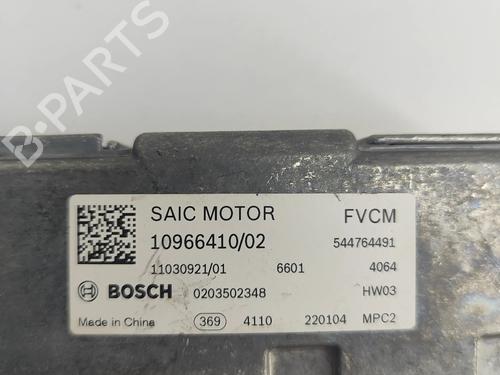 B-PARTS
SAIC MOTOR FVCM
10966410/02 544764491
11030921/01 6601 4064
BOSCH 0203502348 HW03
Made in China 369 4110 220104 MPC2